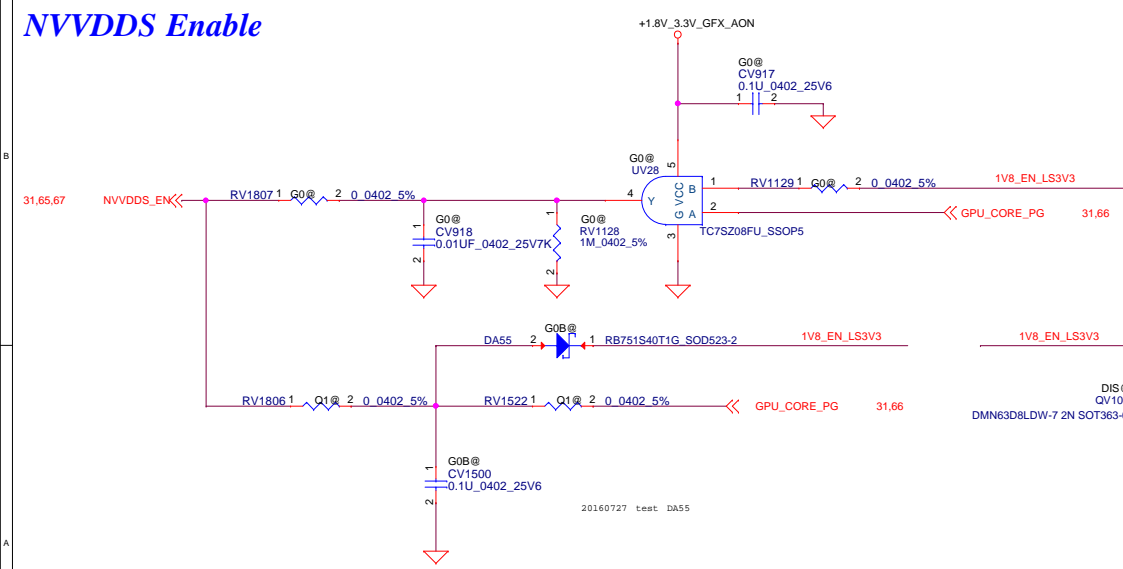 NVVDDS Enable
+1.8V_3.3V_GFX_AON
G0@
CV917
0.1U_0402_25V6
1 2
B
G0@
UV28
5
31,65,67 NVVDDS_EN RV1807 1 G0@ 2 0_0402_5%
4 Y VCC G B A
1 RV1129 1 G0@ 2 0_0402_5% 1V8_EN_LS3V3
2 GPU_CORE_PG 31,66
3
TC7SZ08FU_SSOP5
1
G0@
CV918
0.01UF_0402_25V7K
2
1
G0@
RV1128
1M_0402_5%
2
G0B@
DA55 2 1 RB751S40T1G_SOD523-2 1V8_EN_LS3V3
1V8_EN_LS3V3
RV1806 1 Q1@ 2 0_0402_5% RV1522 1 Q1@ 2 0_0402_5% GPU_CORE_PG 31,66
DIS
QV10
DMN63D8LDW-7 2N SOT363-
1
G0B@
CV1500
0.1U_0402_25V6
2
20160727 test DA55
A